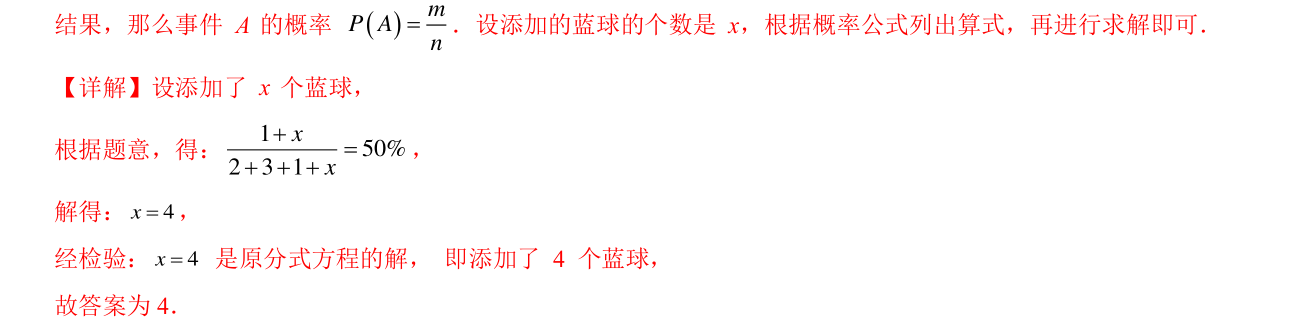 结果，那么事件 A 的概率 P(A)=m/n．设添加的蓝球的个数是 x，根据概率公式列出算式，再进行求解即可．
【详解】设添加了 x 个蓝球，
根据题意，得：(1+x)/(2+3+1+x)=50%，
解得：x=4，
经检验：x=4 是原分式方程的解， 即添加了 4 个蓝球，
故答案为 4．